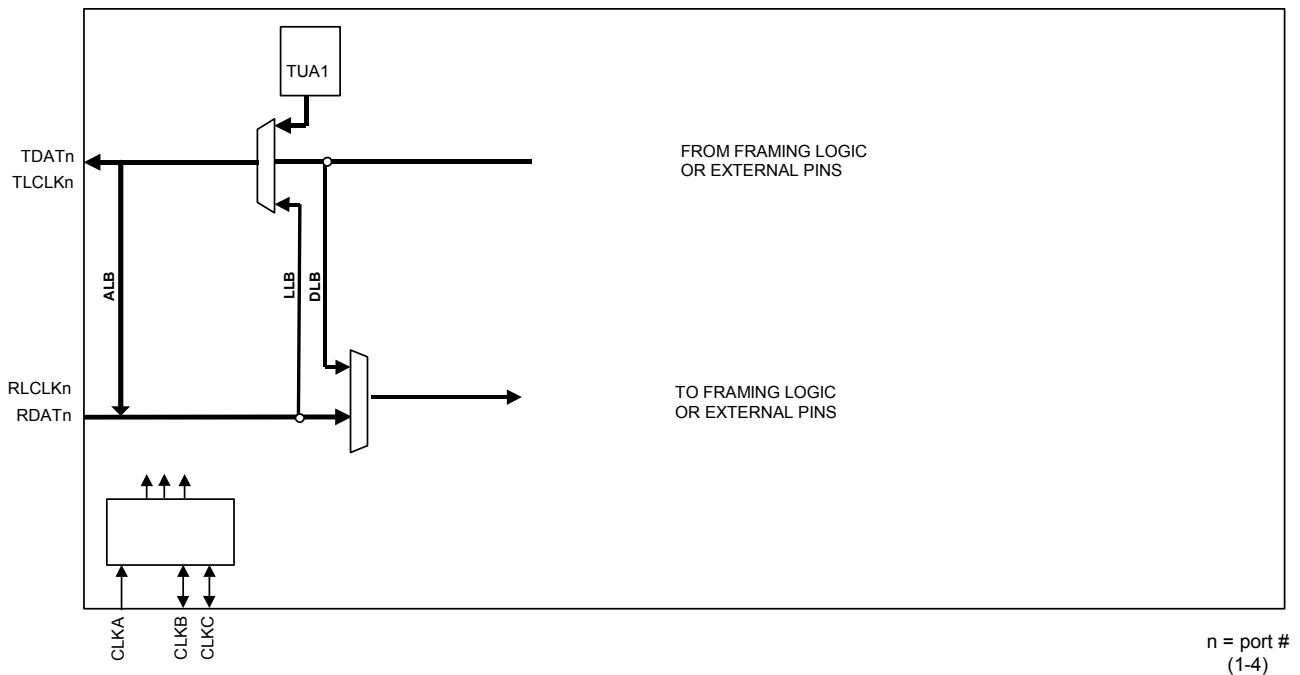 TUA1
TDATn
TLCLKn
FROM FRAMING LOGIC
OR EXTERNAL PINS
ALB
LLB
DLB
RLCLKn
RDATn
TO FRAMING LOGIC
OR EXTERNAL PINS
CLKA
CLKB
CLKC
n = port #
(1-4)